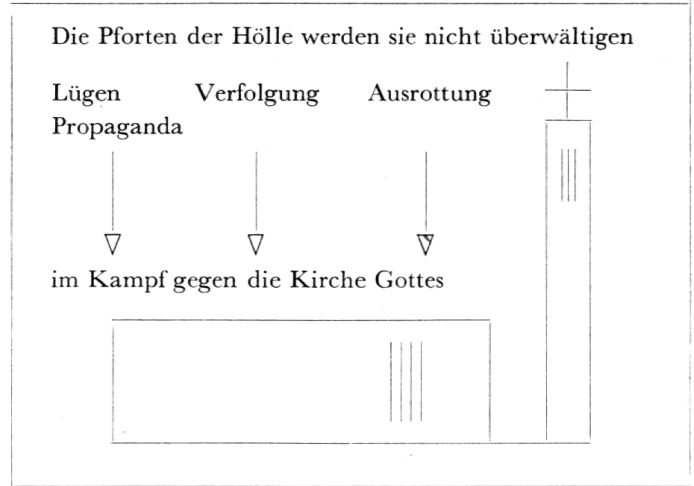 Die Pforten der Hölle werden sie nicht überwältigen
Lügen Verfolgung Ausrottung
Propaganda
im Kampf gegen die Kirche Gottes